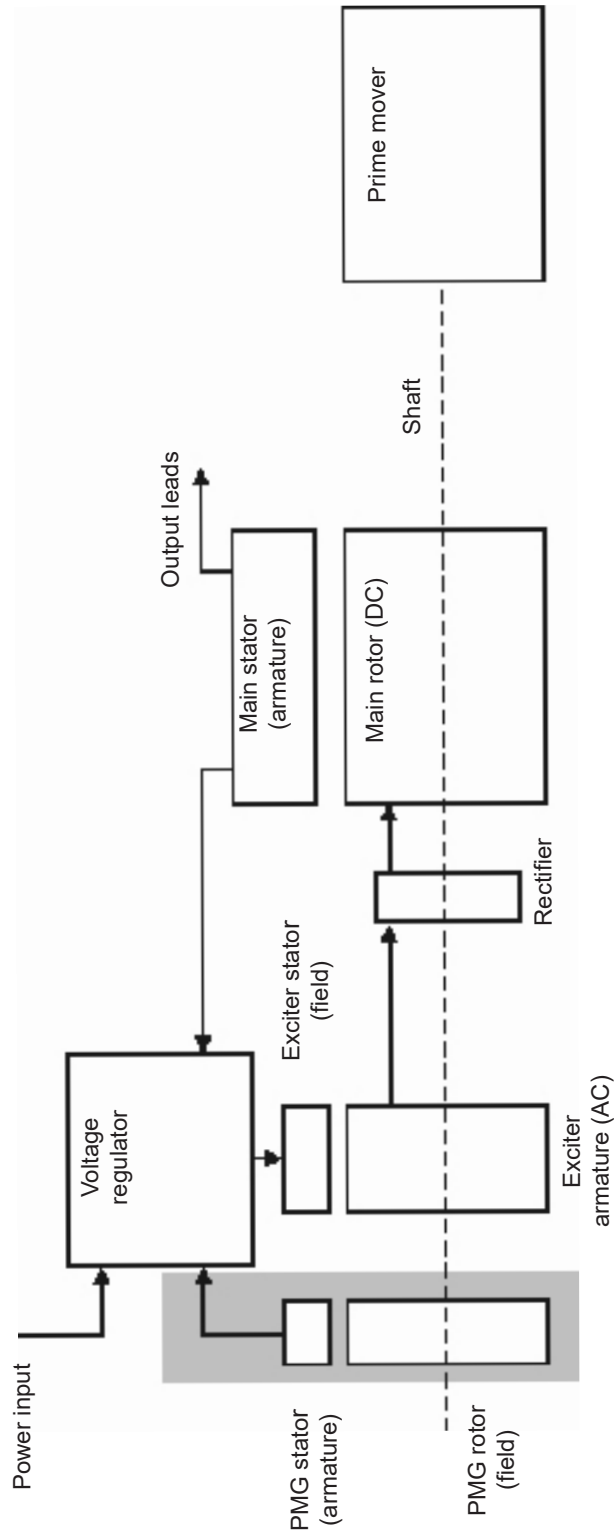 Power input
Voltage
regulator
Output leads
PMG stator
(armature)
Exciter stator
(field)
Main stator
(armature)
PMG rotor
(field)
Exciter
armature (AC)
Rectifier
Main rotor (DC)
Shaft
Prime mover